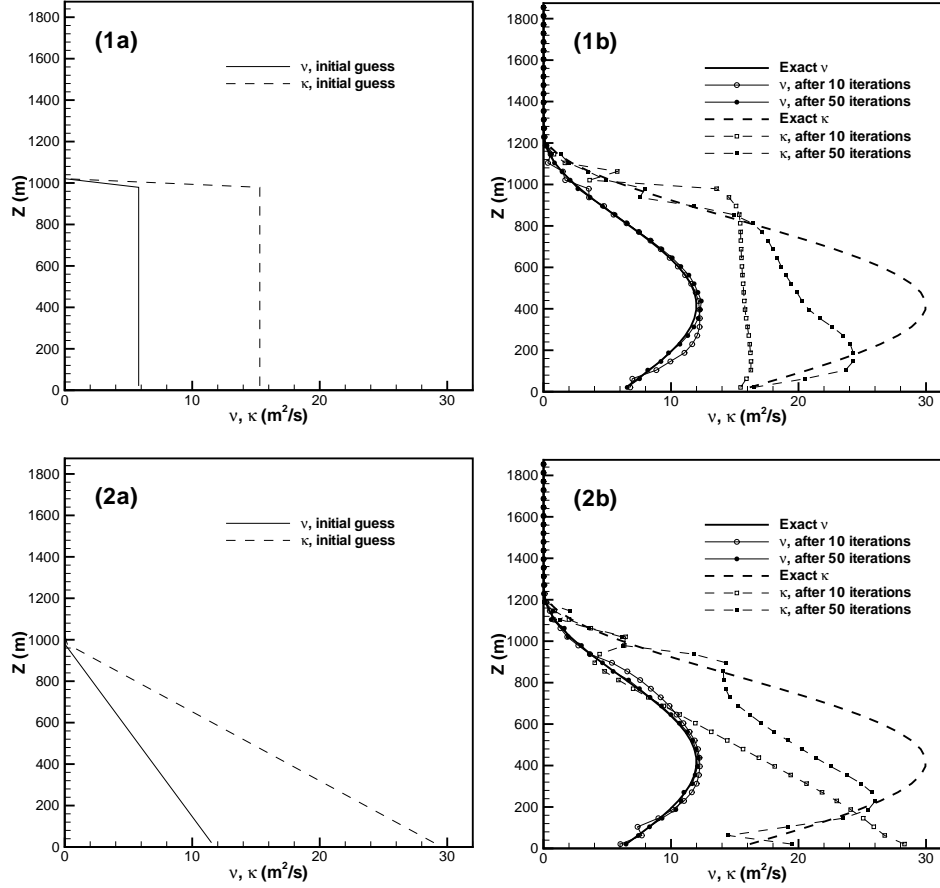 (1a)
ν, initial guess
κ, initial guess
1800
1600
1400
1200
1000
800
600
400
200
0
Z (m)
0 10 20 30
ν, κ (m²/s)
(1b)
Exact ν
ν, after 10 iterations
ν, after 50 iterations
Exact κ
κ, after 10 iterations
κ, after 50 iterations
1800
1600
1400
1200
1000
800
600
400
200
0
Z (m)
0 10 20 30
ν, κ (m²/s)
(2a)
ν, initial guess
κ, initial guess
1800
1600
1400
1200
1000
800
600
400
200
0
Z (m)
0 10 20 30
ν, κ (m²/s)
(2b)
Exact ν
ν, after 10 iterations
ν, after 50 iterations
Exact κ
κ, after 10 iterations
κ, after 50 iterations
1800
1600
1400
1200
1000
800
600
400
200
0
Z (m)
0 10 20 30
ν, κ (m²/s)